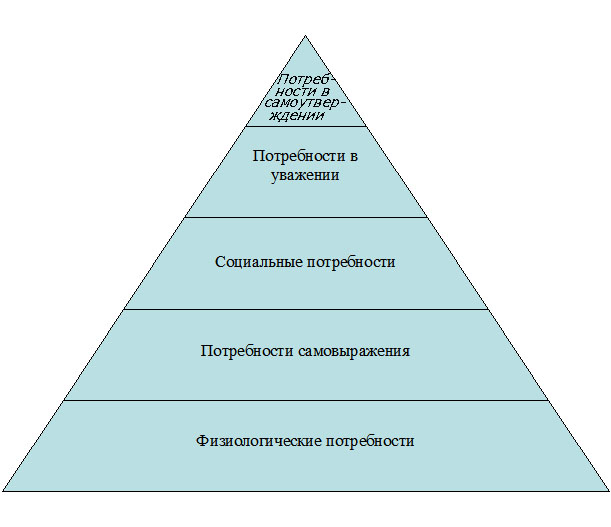 Потреб-
ности в
самоутвер-
ждении
Потребности в
уважении
Социальные потребности
Потребности самовыражения
Физиологические потребности